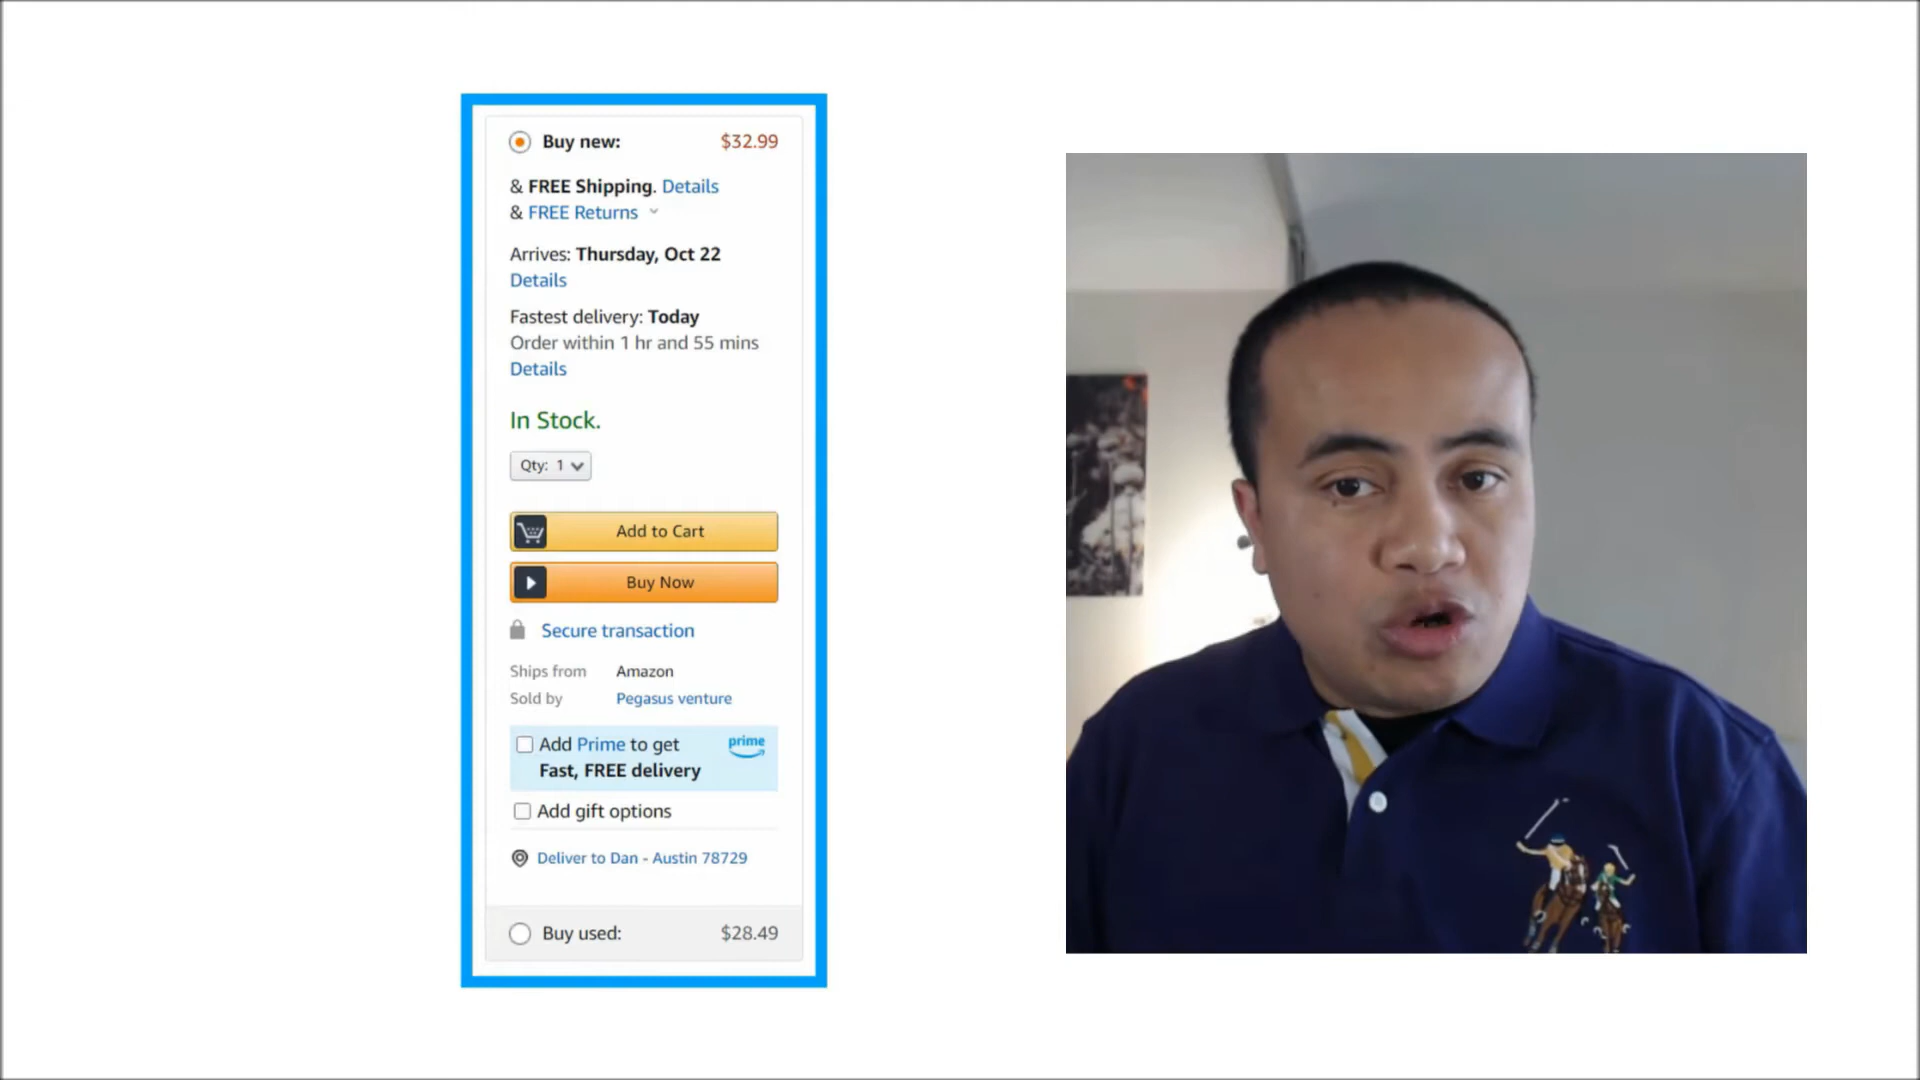 Buy new: $32.99
& FREE Shipping. Details
& FREE Returns
Arrives: Thursday, Oct 22
Details
Fastest delivery: Today
Order within 1 hr and 55 mins
Details
In Stock.
Qty: 1
Add to Cart
Buy Now
Secure transaction
Ships from Amazon
Sold by Pegasus venture
Add Prime to get prime
Fast, FREE delivery
Add gift options
Deliver to Dan - Austin 78729
Buy used: $28.49